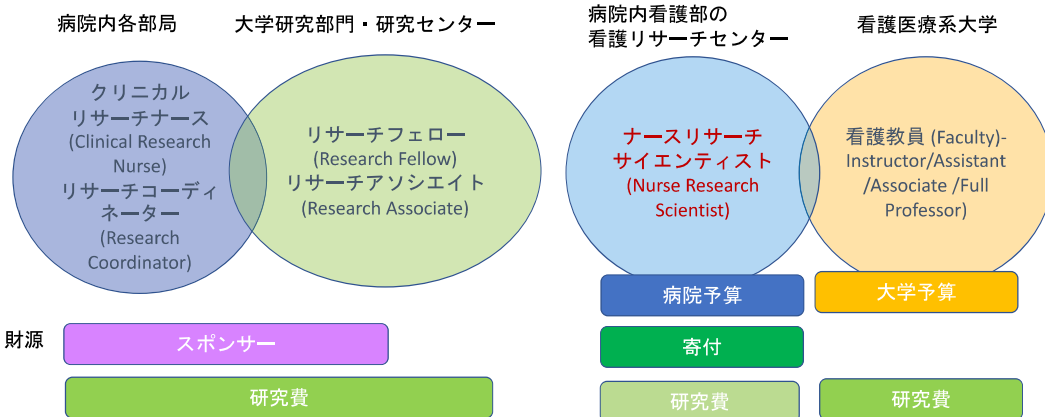 病院内各部局
クリニカル
リサーチナース
(Clinical Research
Nurse)
リサーチコーディ
ネーター
(Research
Coordinator)
大学研究部門・研究センター
リサーチフェロー
(Research Fellow)
リサーチアソシエイト
(Research Associate)
病院内看護部の
看護リサーチセンター
ナースリサーチ
サイエンティスト
(Nurse Research
Scientist)
看護医療系大学
看護教員 (Faculty)-
Instructor/Assistant
/Associate /Full
Professor)
病院予算
大学予算
財源
スポンサー
寄付
研究費
研究費
研究費